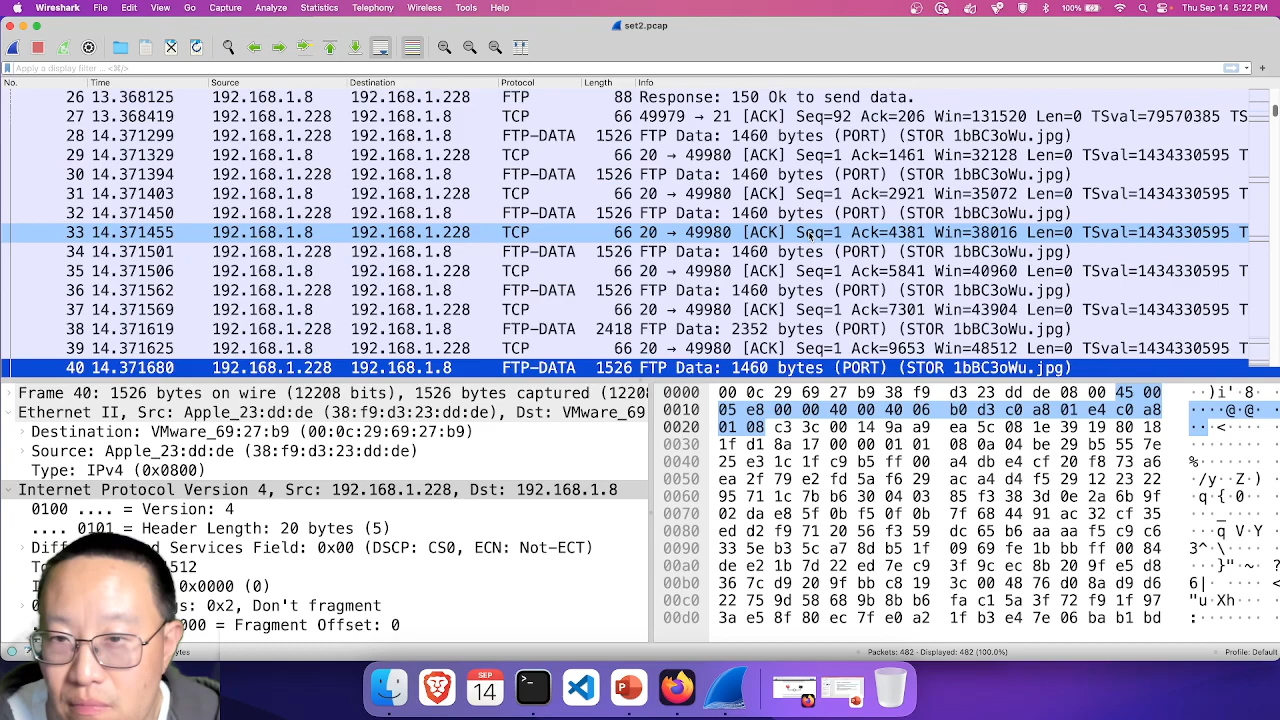 Wireshark File Edit View Go Capture Analyze Statistics Telephony Wireless Tools Help 100% Thu Sep 14 5:22 PM
set2.pcap
Apply a display filter ... <⌘/>
No. Time Source Destination Protocol Length Info
26 13.368125 192.168.1.8 192.168.1.228 FTP 88 Response: 150 Ok to send data.
27 13.368419 192.168.1.228 192.168.1.8 TCP 66 49979 → 21 [ACK] Seq=92 Ack=206 Win=131520 Len=0 TSval=79570385 TS
28 14.371299 192.168.1.228 192.168.1.8 FTP-DATA 1526 FTP Data: 1460 bytes (PORT) (STOR 1bBC3oWu.jpg)
29 14.371329 192.168.1.8 192.168.1.228 TCP 66 20 → 49980 [ACK] Seq=1 Ack=1461 Win=32128 Len=0 TSval=1434330595 T
30 14.371394 192.168.1.228 192.168.1.8 FTP-DATA 1526 FTP Data: 1460 bytes (PORT) (STOR 1bBC3oWu.jpg)
31 14.371403 192.168.1.8 192.168.1.228 TCP 66 20 → 49980 [ACK] Seq=1 Ack=2921 Win=35072 Len=0 TSval=1434330595 T
32 14.371450 192.168.1.228 192.168.1.8 FTP-DATA 1526 FTP Data: 1460 bytes (PORT) (STOR 1bBC3oWu.jpg)
33 14.371455 192.168.1.8 192.168.1.228 TCP 66 20 → 49980 [ACK] Seq=1 Ack=4381 Win=38016 Len=0 TSval=1434330595 T
34 14.371501 192.168.1.228 192.168.1.8 FTP-DATA 1526 FTP Data: 1460 bytes (PORT) (STOR 1bBC3oWu.jpg)
35 14.371506 192.168.1.8 192.168.1.228 TCP 66 20 → 49980 [ACK] Seq=1 Ack=5841 Win=40960 Len=0 TSval=1434330595 T
36 14.371562 192.168.1.228 192.168.1.8 FTP-DATA 1526 FTP Data: 1460 bytes (PORT) (STOR 1bBC3oWu.jpg)
37 14.371569 192.168.1.8 192.168.1.228 TCP 66 20 → 49980 [ACK] Seq=1 Ack=7301 Win=43904 Len=0 TSval=1434330595 T
38 14.371619 192.168.1.228 192.168.1.8 FTP-DATA 2418 FTP Data: 2352 bytes (PORT) (STOR 1bBC3oWu.jpg)
39 14.371625 192.168.1.8 192.168.1.228 TCP 66 20 → 49980 [ACK] Seq=1 Ack=9653 Win=48512 Len=0 TSval=1434330595 T
40 14.371680 192.168.1.228 192.168.1.8 FTP-DATA 1526 FTP Data: 1460 bytes (PORT) (STOR 1bBC3oWu.jpg)
Frame 40: 1526 bytes on wire (12208 bits), 1526 bytes captured (1220
Ethernet II, Src: Apple_23:dd:de (38:f9:d3:23:dd:de), Dst: VMware_69
Destination: VMware_69:27:b9 (00:0c:29:69:27:b9)
Source: Apple_23:dd:de (38:f9:d3:23:dd:de)
Type: IPv4 (0x0800)
Internet Protocol Version 4, Src: 192.168.1.228, Dst: 192.168.1.8
0100 .... = Version: 4
.... 0101 = Header Length: 20 bytes (5)
Services Field: 0x00 (DSCP: CS0, ECN: Not-ECT)
512
0x0000 (0)
0x2, Don't fragment
= Fragment Offset: 0
0000 00 0c 29 69 27 b9 38 f9 d3 23 dd de 08 00 45 00 ··)i'·8·
0010 05 e8 00 00 40 00 40 06 b0 d3 c0 a8 01 e4 c0 a8 ····@·@·
0020 01 08 c3 3c 00 14 9a a9 ea 5c 08 1e 39 19 80 18 ···<····
0030 1f d1 8a 17 00 00 01 01 08 0a 04 be 29 b5 55 7e
0040 25 e3 1c 1f c9 b5 ff 00 a4 db e4 cf 20 f8 73 a6 %·······
0050 ea 2f 79 e2 fd 5a f6 29 ac a4 d4 f5 29 12 23 22 ·/y··Z·)
0060 95 71 1c 7b b6 30 04 03 85 f3 38 3d 0e 2a 6b 9f ·q·{·0··
0070 02 da e8 5f 0b f5 0f 0b 7f 68 44 91 ac 32 cf 35 ···_····
0080 ed d2 f9 71 20 56 f3 59 dc 65 b6 aa aa f5 c9 c6 ···q V·Y
0090 33 5e b3 5c a7 8d b5 1f 09 69 fe 1b bb ff 00 84 3^·\····
00a0 de e2 1b 7d 22 ed 7e c9 3f 9c ec 8b 20 9f e5 d8 ···}"·~· ?
00b0 36 7c d9 20 9f bb c8 19 3c 00 48 76 d0 8a d9 d6 6|· ···· <
00c0 22 75 9d 58 68 9b 8b b6 fa c1 5a 3f 72 f9 1f 97 "u·Xh···
00d0 3a e5 8f 80 ec 7f e0 a2 1f b3 e4 7e 06 ba b1 bd :·······
Packets: 482 · Displayed: 482 (100.0%) Profile: Default
SEP
14